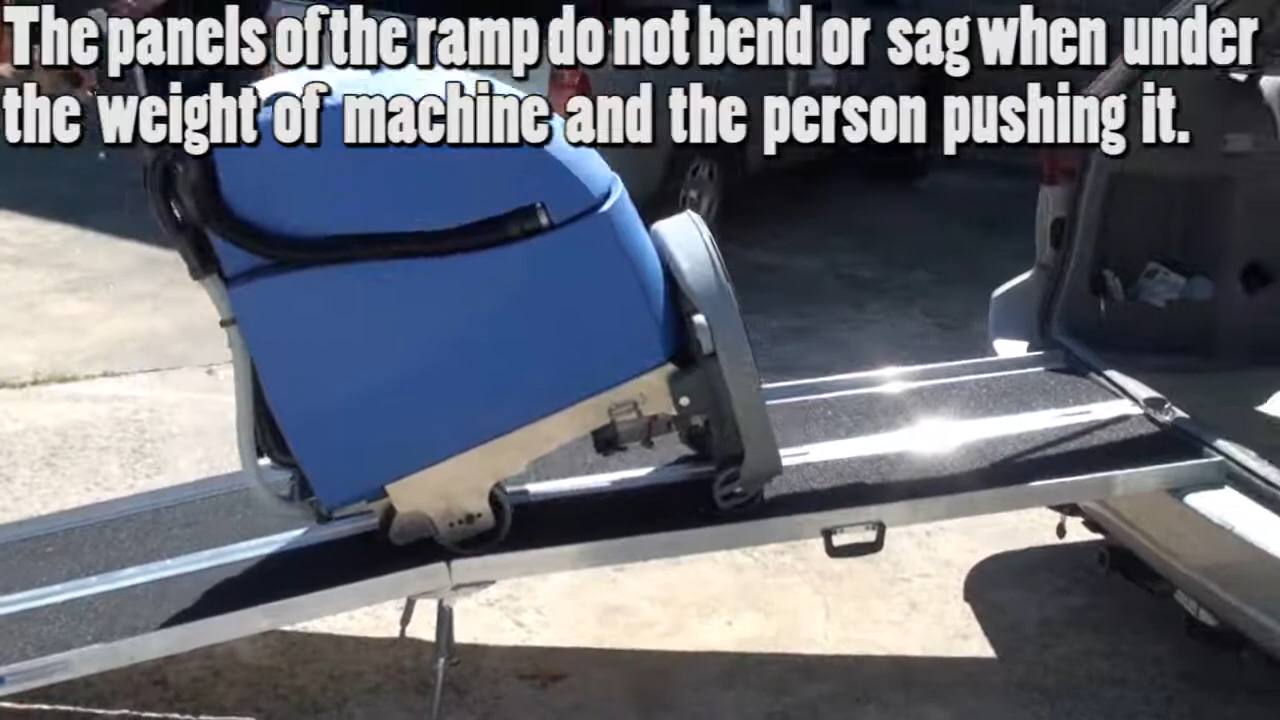 The panels of the ramp do not bend or sag when under
the weight of machine and the person pushing it.